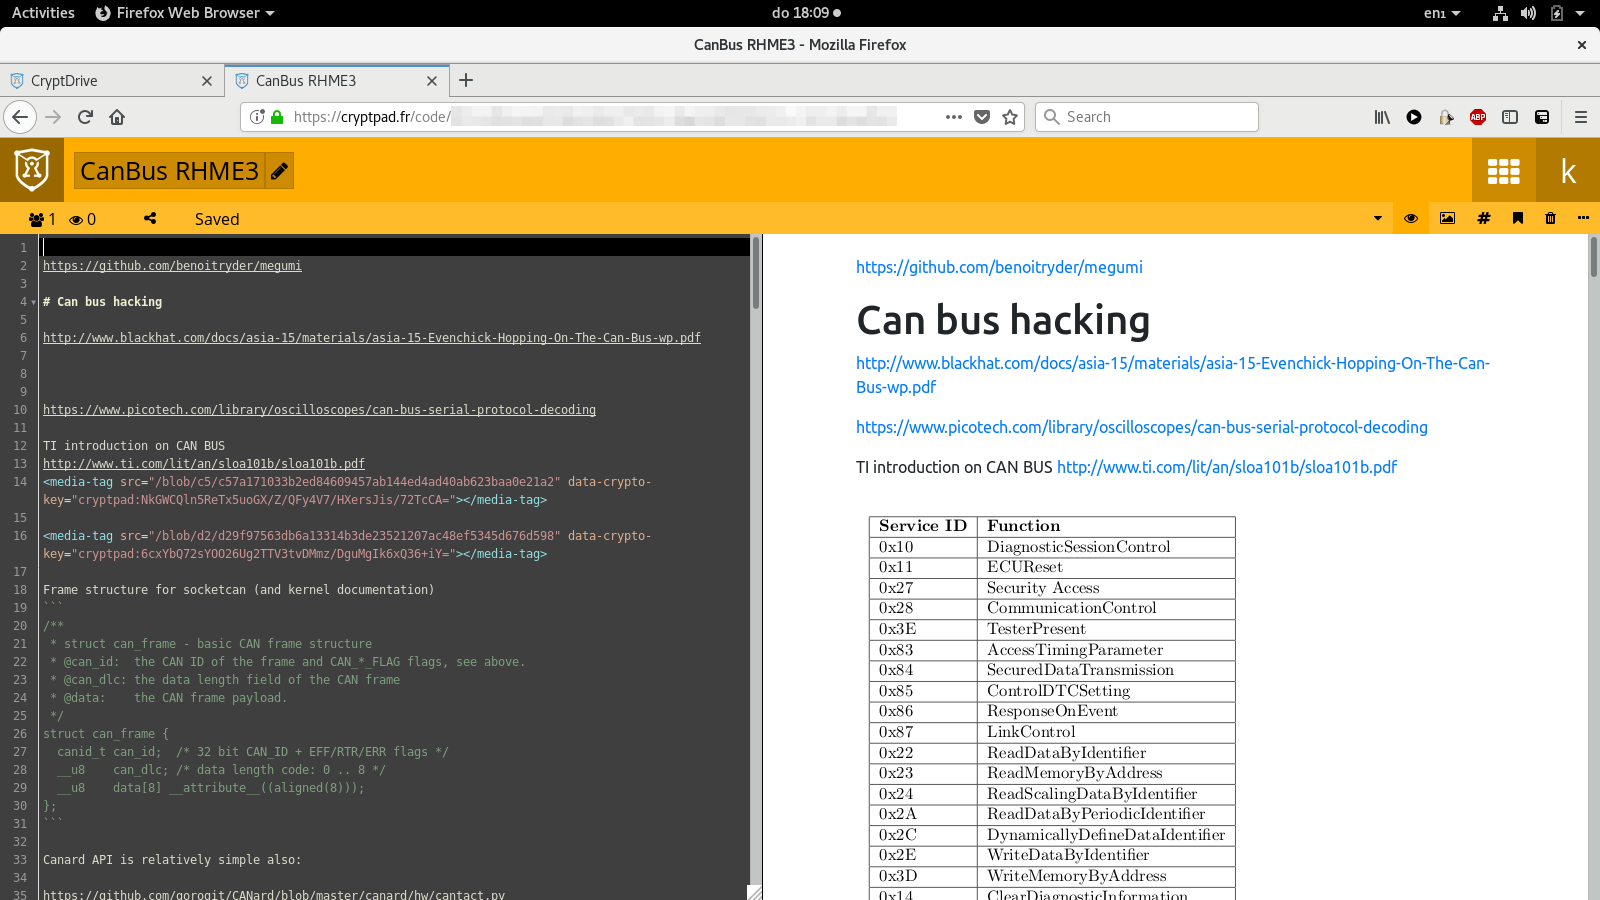 Activities
Firefox Web Browser
do 18:09
en1
CanBus RHME3 - Mozilla Firefox
CryptDrive
CanBus RHME3
https://cryptpad.fr/code/
Search
ABP
CanBus RHME3
k
1
0
Saved
1
2 https://github.com/benoitryder/megumi
3
4 # Can bus hacking
5
6 http://www.blackhat.com/docs/asia-15/materials/asia-15-Evenchick-Hopping-On-The-Can-Bus-wp.pdf
7
8
9
10 https://www.picotech.com/library/oscilloscopes/can-bus-serial-protocol-decoding
11
12 TI introduction on CAN BUS
13 http://www.ti.com/lit/an/sloa101b/sloa101b.pdf
14 <media-tag src="/blob/c5/c57a171033b2ed84609457ab144ed4ad40ab623baa0e21a2" data-crypto-
key="cryptpad:NkGWCQln5ReTx5uoGX/Z/QFy4V7/HXersJis/72TcCA="></media-tag>
15
16 <media-tag src="/blob/d2/d29f97563db6a13314b3de23521207ac48ef5345d676d598" data-crypto-
key="cryptpad:6cxYbQ72sYOO26Ug2TTV3tvDMmz/DguMgIk6xQ36+iY="></media-tag>
17
18 Frame structure for socketcan (and kernel documentation)
19 ```
20 /**
21 * struct can_frame - basic CAN frame structure
22 * @can_id:  the CAN ID of the frame and CAN_*_FLAG flags, see above.
23 * @can_dlc: the data length field of the CAN frame
24 * @data:    the CAN frame payload.
25 */
26 struct can_frame {
27 canid_t can_id;  /* 32 bit CAN_ID + EFF/RTR/ERR flags */
28 __u8    can_dlc; /* data length code: 0 .. 8 */
29 __u8    data[8] __attribute__((aligned(8)));
30 };
31 ```
32
33 Canard API is relatively simple also:
34
35 https://github.com/gorogit/CANard/blob/master/canard/hw/cantact.py
https://github.com/benoitryder/megumi
Can bus hacking
http://www.blackhat.com/docs/asia-15/materials/asia-15-Evenchick-Hopping-On-The-Can-
Bus-wp.pdf
https://www.picotech.com/library/oscilloscopes/can-bus-serial-protocol-decoding
TI introduction on CAN BUS http://www.ti.com/lit/an/sloa101b/sloa101b.pdf
Service ID Function
0x10 DiagnosticSessionControl
0x11 ECUReset
0x27 Security Access
0x28 CommunicationControl
0x3E TesterPresent
0x83 AccessTimingParameter
0x84 SecuredDataTransmission
0x85 ControlDTCSetting
0x86 ResponseOnEvent
0x87 LinkControl
0x22 ReadDataByIdentifier
0x23 ReadMemoryByAddress
0x24 ReadScalingDataByIdentifier
0x2A ReadDataByPeriodicIdentifier
0x2C DynamicallyDefineDataIdentifier
0x2E WriteDataByIdentifier
0x3D WriteMemoryByAddress
0x14 ClearDiagnosticInformation